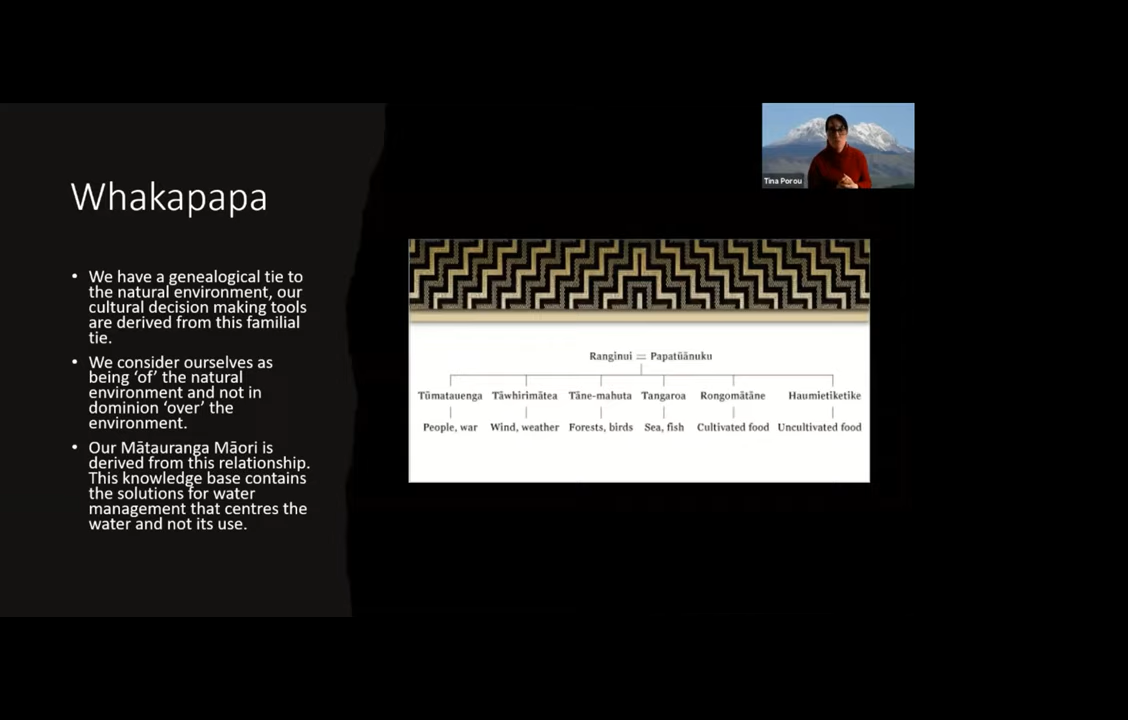 Whakapapa
• We have a genealogical tie to
the natural environment, our
cultural decision making tools
are derived from this familial
tie.
• We consider ourselves as
being ‘of’ the natural
environment and not in
dominion ‘over’ the
environment.
• Our Mātauranga Māori is
derived from this relationship.
This knowledge base contains
the solutions for water
management that centres the
water and not its use.
Tina Porou
Ranginui = Papatūānuku
Tūmatauenga Tāwhirimātea Tāne-mahuta Tangaroa Rongomātāne Haumietiketike
People, war Wind, weather Forests, birds Sea, fish Cultivated food Uncultivated food